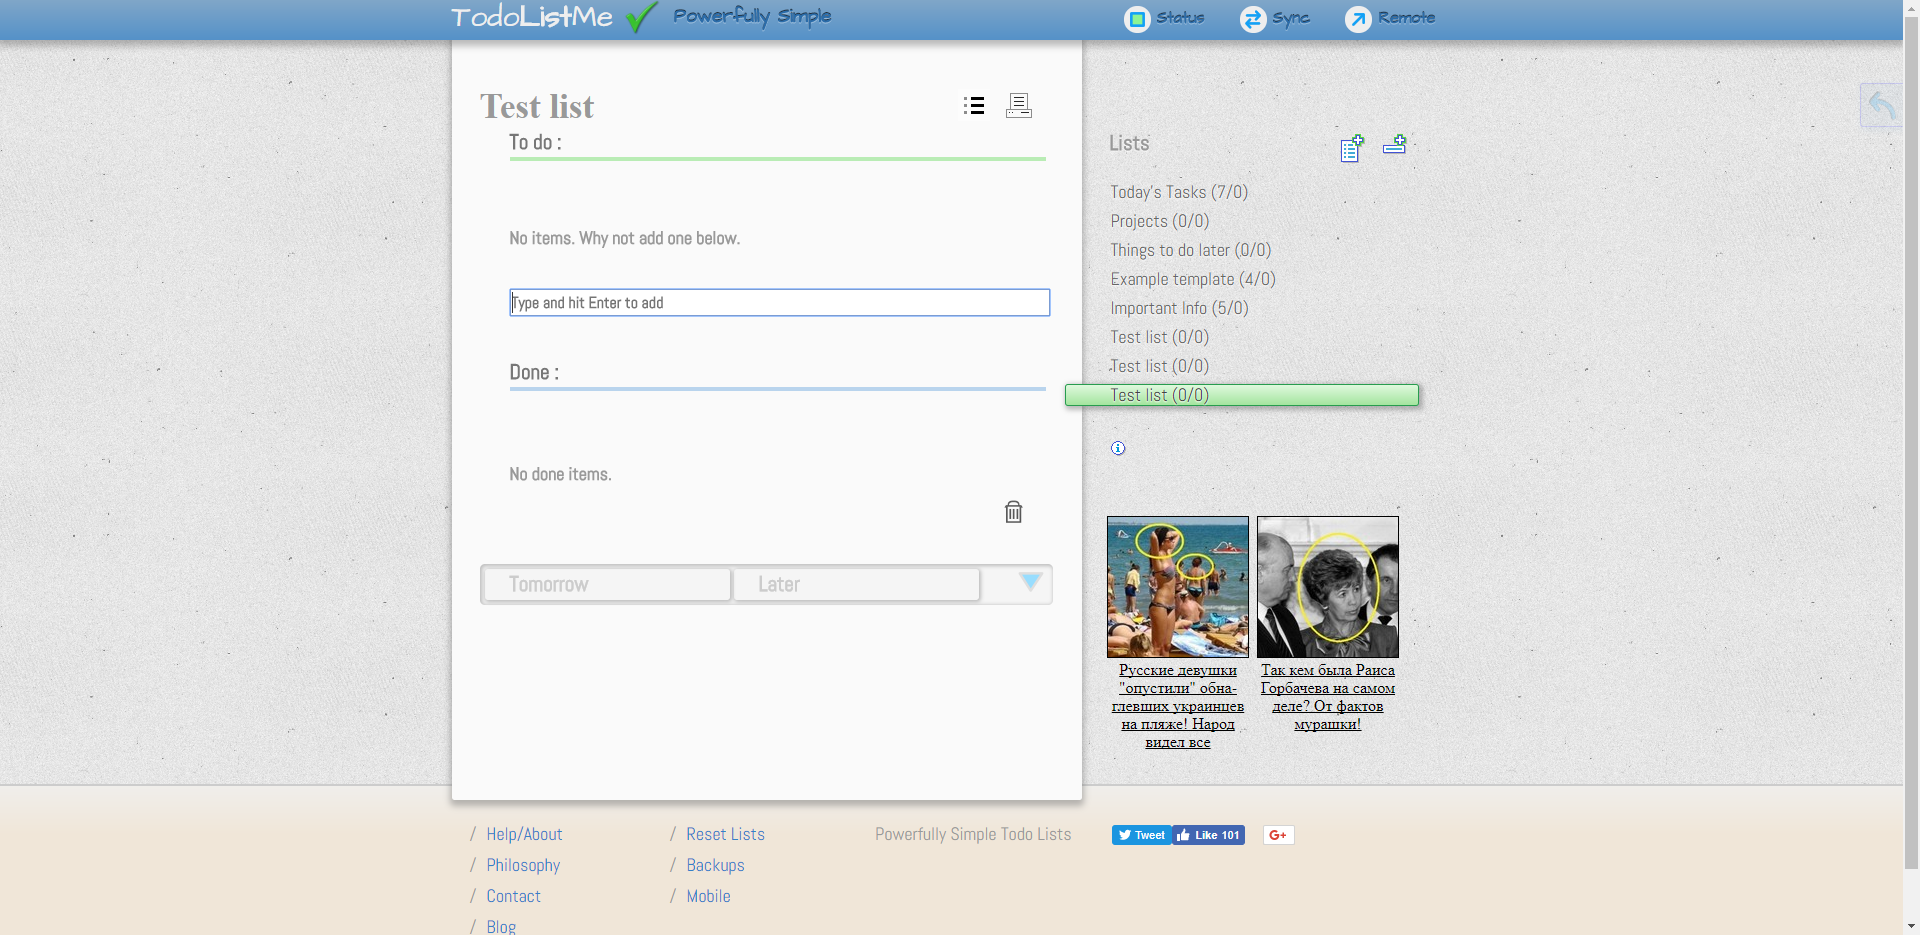 TodoListMe Powerfully Simple Status Sync Remote
Test list
To do :
No items. Why not add one below.
Type and hit Enter to add
Done :
No done items.
Tomorrow Later
Lists
Today's Tasks (7/0)
Projects (0/0)
Things to do later (0/0)
Example template (4/0)
Important Info (5/0)
Test list (0/0)
Test list (0/0)
Test list (0/0)
Русские девушки
"опустили" обна-
глевших украинцев
на пляже! Народ
видел все
Так кем была Раиса
Горбачева на самом
деле? От фактов
мурашки!
/ Help/About
/ Philosophy
/ Contact
/ Blog
/ Reset Lists
/ Backups
/ Mobile
Powerfully Simple Todo Lists
Tweet Like 101 G+